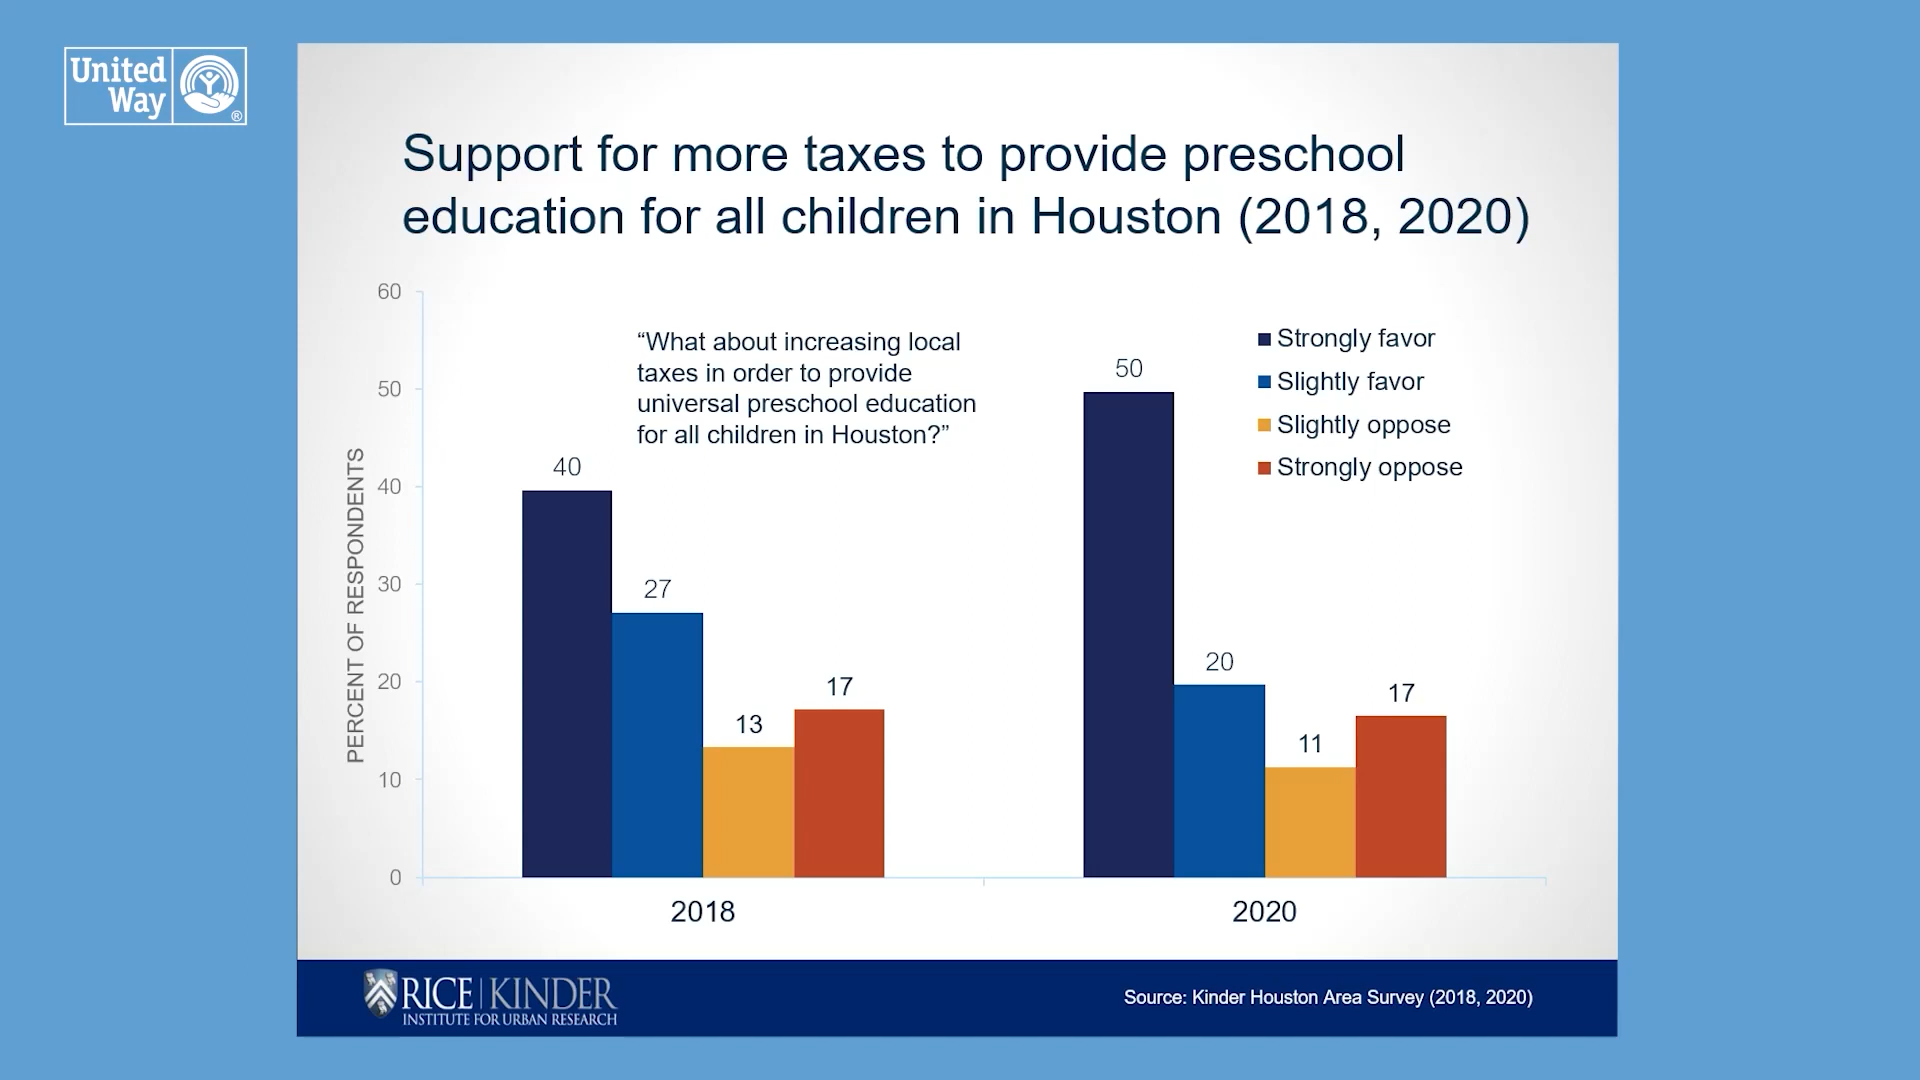 United
Way
®
Support for more taxes to provide preschool
education for all children in Houston (2018, 2020)
PERCENT OF RESPONDENTS
60
50
40
30
20
10
0
“What about increasing local
taxes in order to provide
universal preschool education
for all children in Houston?”
Strongly favor
Slightly favor
Slightly oppose
Strongly oppose
40
27
13
17
50
20
11
17
2018
2020
RICE | KINDER
INSTITUTE FOR URBAN RESEARCH
Source: Kinder Houston Area Survey (2018, 2020)